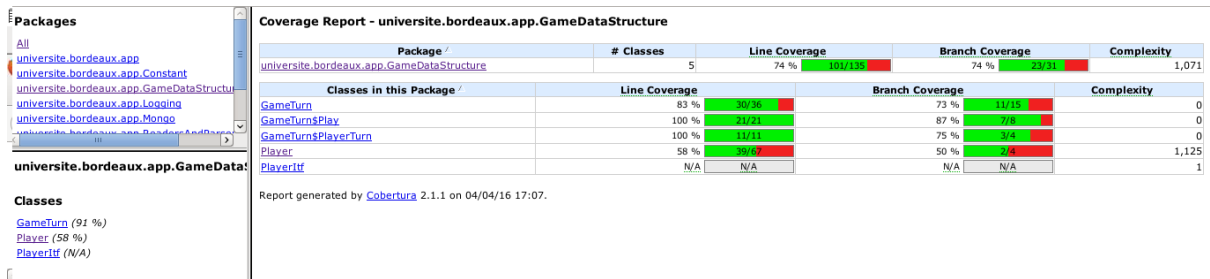 Packages
All
universite.bordeaux.app
universite.bordeaux.app.Constant
universite.bordeaux.app.GameDataStructu
universite.bordeaux.app.Logging
universite.bordeaux.app.Mongo
universite.bordeaux.app.ReadersAndParse
universite.bordeaux.app.GameData
Classes
GameTurn (91 %)
Player (58 %)
PlayerItf (N/A)
Coverage Report - universite.bordeaux.app.GameDataStructure
Package # Classes Line Coverage Branch Coverage Complexity
universite.bordeaux.app.GameDataStructure 5 74 % 101/135 74 % 23/31 1,071
Classes in this Package Line Coverage Branch Coverage Complexity
GameTurn 83 % 30/36 73 % 11/15 0
GameTurn$Play 100 % 21/21 87 % 7/8 0
GameTurn$PlayerTurn 100 % 11/11 75 % 3/4 0
Player 58 % 39/67 50 % 2/4 1,125
PlayerItf N/A N/A N/A N/A 1
Report generated by Cobertura 2.1.1 on 04/04/16 17:07.